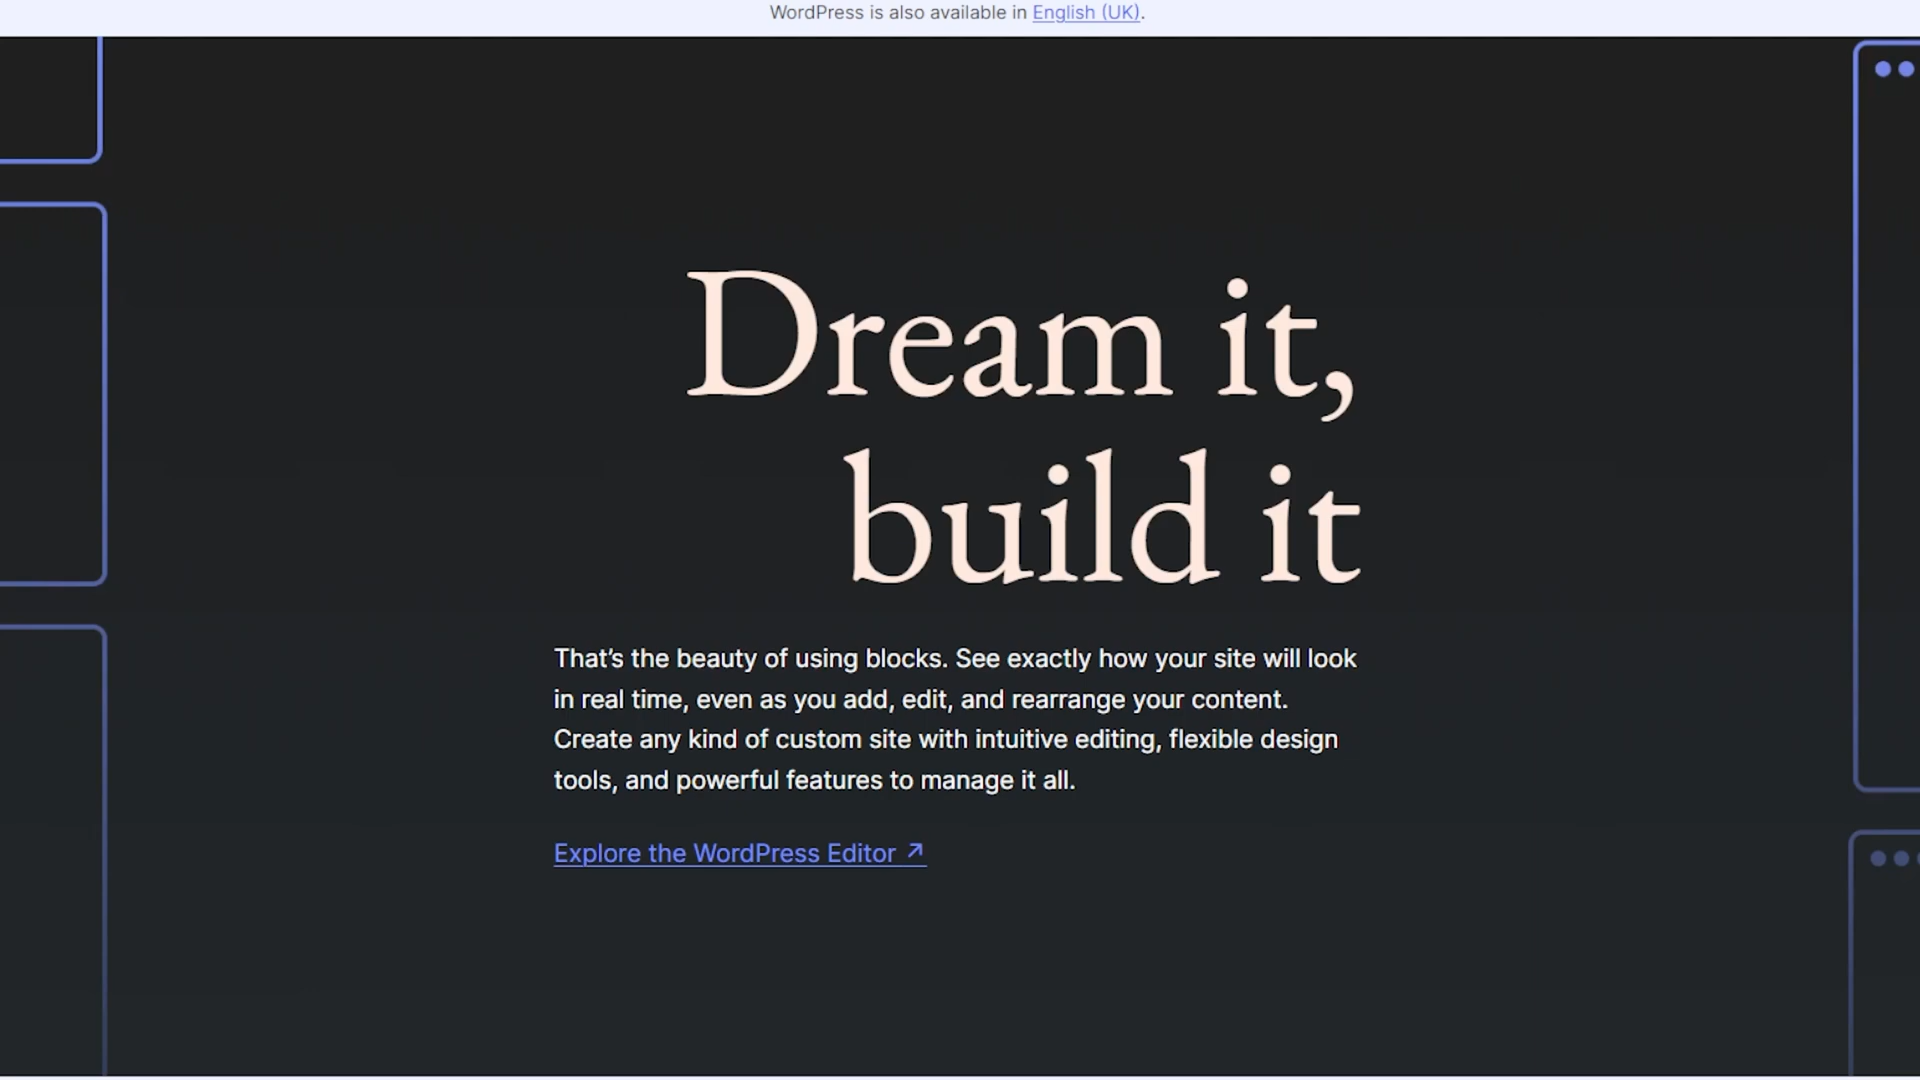 WordPress is also available in English (UK).
Dream it,
build it
That’s the beauty of using blocks. See exactly how your site will look
in real time, even as you add, edit, and rearrange your content.
Create any kind of custom site with intuitive editing, flexible design
tools, and powerful features to manage it all.
Explore the WordPress Editor ↗